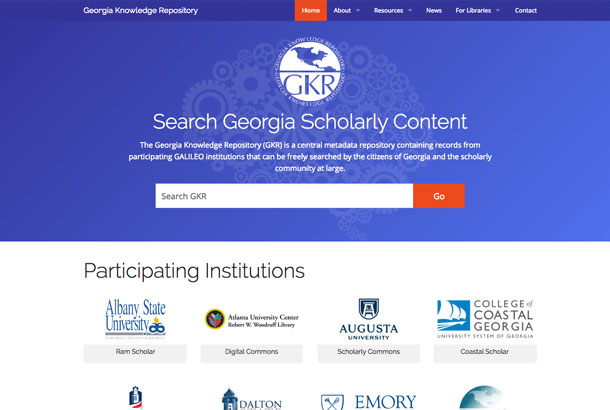 Georgia Knowledge Repository
Home
About
Resources
News
For Libraries
Contact
GEORGIA KNOWLEDGE REPOSITORY
GKR
GEORGIA KNOWLEDGE REPOSITORY
Search Georgia Scholarly Content
The Georgia Knowledge Repository (GKR) is a central metadata repository containing records from
participating GALILEO institutions that can be freely searched by the citizens of Georgia and the scholarly
community at large.
Search GKR
Go
Participating Institutions
Albany State
University
Atlanta University Center
Robert W. Woodruff Library
AUGUSTA
UNIVERSITY
COLLEGE of
COASTAL
GEORGIA
UNIVERSITY SYSTEM OF GEORGIA
Ram Scholar
Digital Commons
Scholarly Commons
Coastal Scholar
DALTON
EMORY